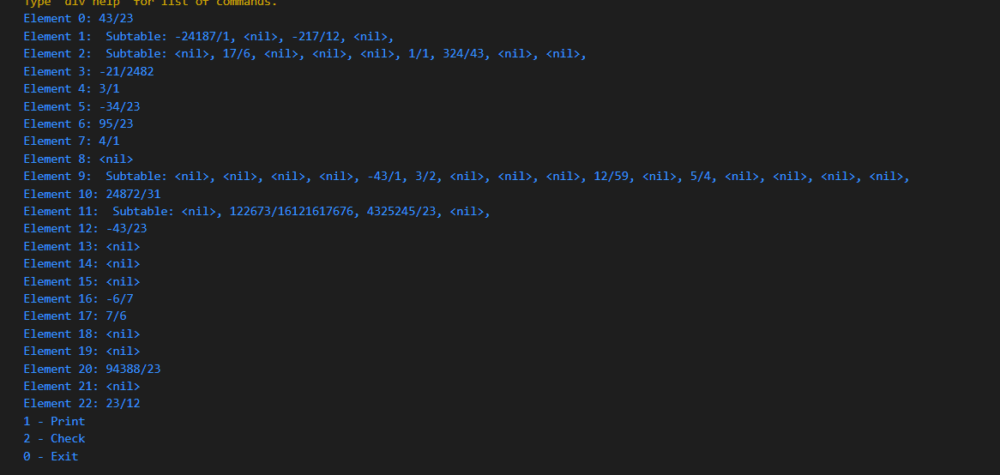 Type 'dlv help' for list of commands.
Element 0: 43/23
Element 1:  Subtable: -24187/1, <nil>, -217/12, <nil>,
Element 2:  Subtable: <nil>, 17/6, <nil>, <nil>, <nil>, 1/1, 324/43, <nil>, <nil>,
Element 3: -21/2482
Element 4: 3/1
Element 5: -34/23
Element 6: 95/23
Element 7: 4/1
Element 8: <nil>
Element 9:  Subtable: <nil>, <nil>, <nil>, <nil>, -43/1, 3/2, <nil>, <nil>, <nil>, 12/59, <nil>, 5/4, <nil>, <nil>, <nil>, <nil>,
Element 10: 24872/31
Element 11:  Subtable: <nil>, 122673/16121617676, 4325245/23, <nil>,
Element 12: -43/23
Element 13: <nil>
Element 14: <nil>
Element 15: <nil>
Element 16: -6/7
Element 17: 7/6
Element 18: <nil>
Element 19: <nil>
Element 20: 94388/23
Element 21: <nil>
Element 22: 23/12
1 - Print
2 - Check
0 - Exit